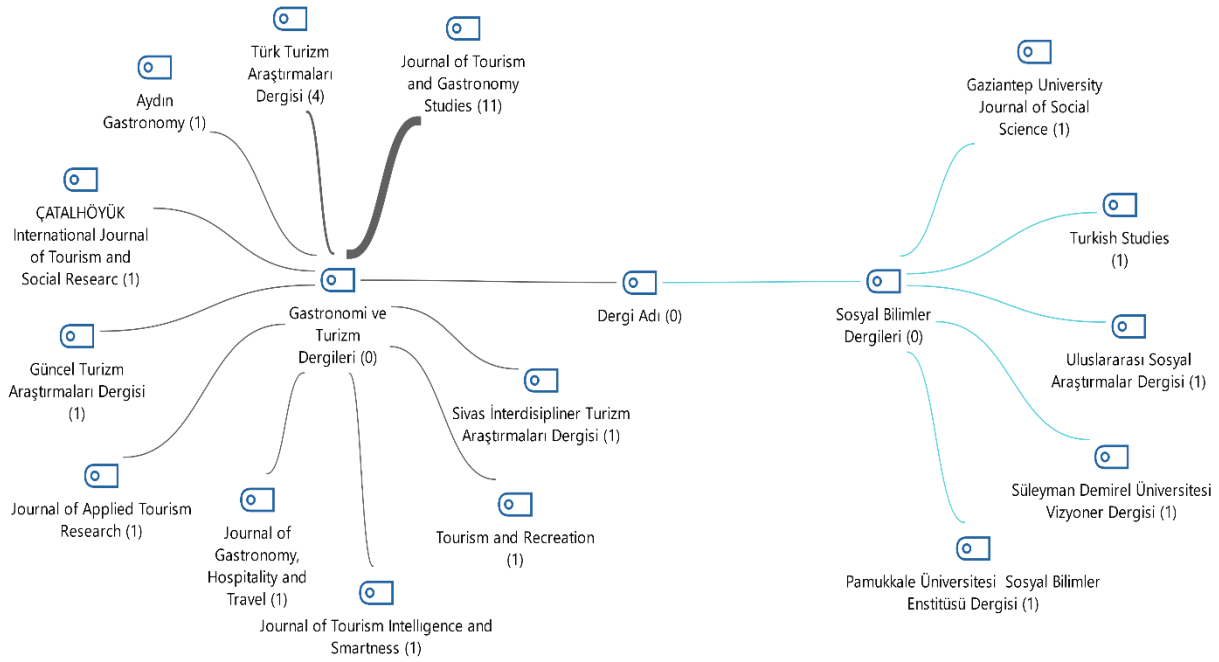 Türk Turizm
Araştırmaları
Dergisi (4)
Journal of Tourism
and Gastronomy
Studies (11)
Aydın
Gastronomy (1)
ÇATALHÖYÜK
International Journal
of Tourism and
Social Researc (1)
Güncel Turizm
Araştırmaları Dergisi
(1)
Journal of Applied Tourism
Research (1)
Gastronomi ve
Turizm
Dergileri (0)
Journal of
Gastronomy,
Hospitality and
Travel (1)
Journal of Tourism Intellıgence and
Smartness (1)
Tourism and Recreation
(1)
Sivas İnterdisipliner Turizm
Araştırmaları Dergisi (1)
Dergi Adı (0)
Sosyal Bilimler
Dergileri (0)
Gaziantep University
Journal of Social
Science (1)
Turkish Studies
(1)
Uluslararası Sosyal
Araştırmalar Dergisi (1)
Süleyman Demirel Üniversitesi
Vizyoner Dergisi (1)
Pamukkale Üniversitesi  Sosyal Bilimler
Enstitüsü Dergisi (1)